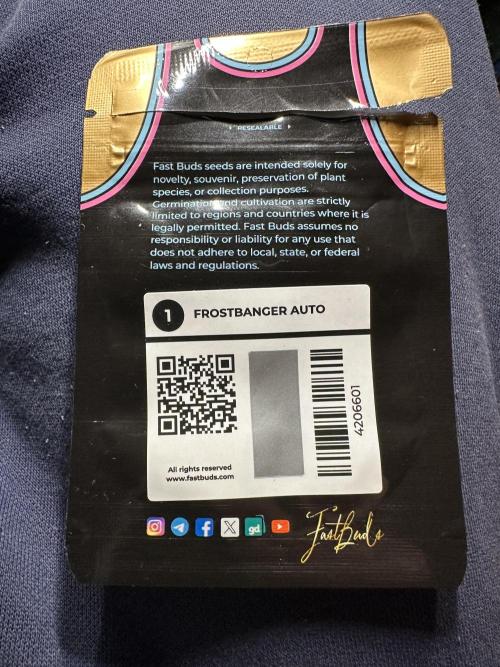 RESEALABLE
Fast Buds seeds are intended solely for
novelty, souvenir, preservation of plant
species, or collection purposes.
Germination and cultivation are strictly
limited to regions and countries where it is
legally permitted. Fast Buds assumes no
responsibility or liability for any use that
does not adhere to local, state, or federal
laws and regulations.
1 FROSTBANGER AUTO
4206601
All rights reserved
www.fastbuds.com
gd
FastBuds